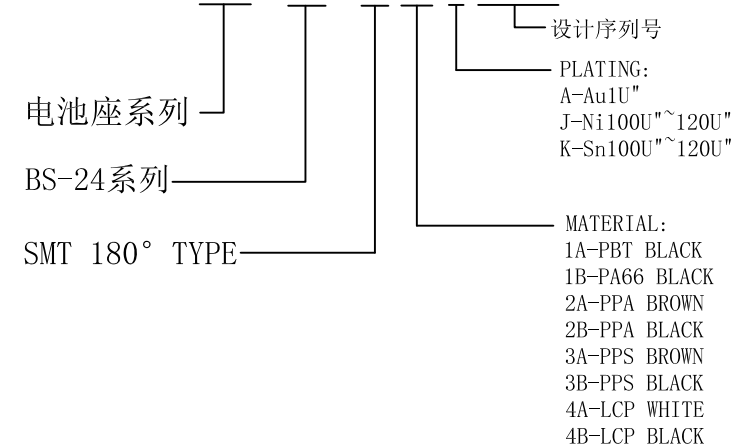 设计序列号
PLATING:
A-Au1U"
J-Ni100U"~120U"
K-Sn100U"~120U"
电池座系列
BS-24系列
SMT 180° TYPE
MATERIAL:
1A-PBT BLACK
1B-PA66 BLACK
2A-PPA BROWN
2B-PPA BLACK
3A-PPS BROWN
3B-PPS BLACK
4A-LCP WHITE
4B-LCP BLACK